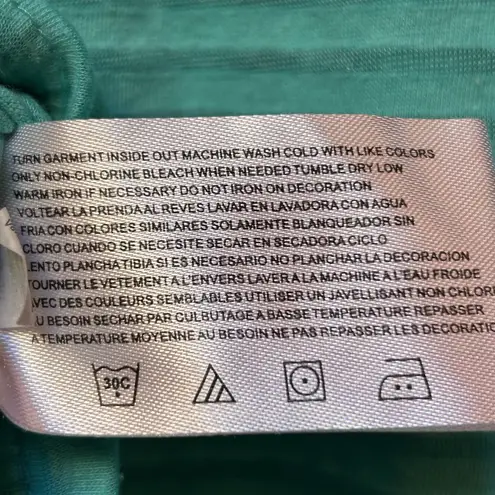 TURN GARMENT INSIDE OUT MACHINE WASH COLD WITH LIKE COLORS
ONLY NON-CHLORINE BLEACH WHEN NEEDED TUMBLE DRY LOW
WARM IRON IF NECESSARY DO NOT IRON ON DECORATION
VOLTEAR LA PRENDA AL REVES LAVAR EN LAVADORA CON AGUA
FRIA CON COLORES SIMILARES SOLAMENTE BLANQUEADOR SIN
CLORO CUANDO SE NECESITE SECAR EN SECADORA CICLO
LENTO PLANCHA TIBIA SI ES NECESARIO NO PLANCHAR LA DECORACION
TOURNER LE VETEMENT A L'ENVERS LAVER A LA MACHINE A L'EAU FROIDE
AVEC DES COULEURS SEMBLABLES UTILISER UN JAVELLISANT NON CHLOR
AU BESOIN SECHAR PAR CULBUTAGE A BASSE TEMPERATURE REPASSER
A TEMPERATURE MOYENNE AU BESOIN NE PAS REPASSER LES DECORATIO
30C